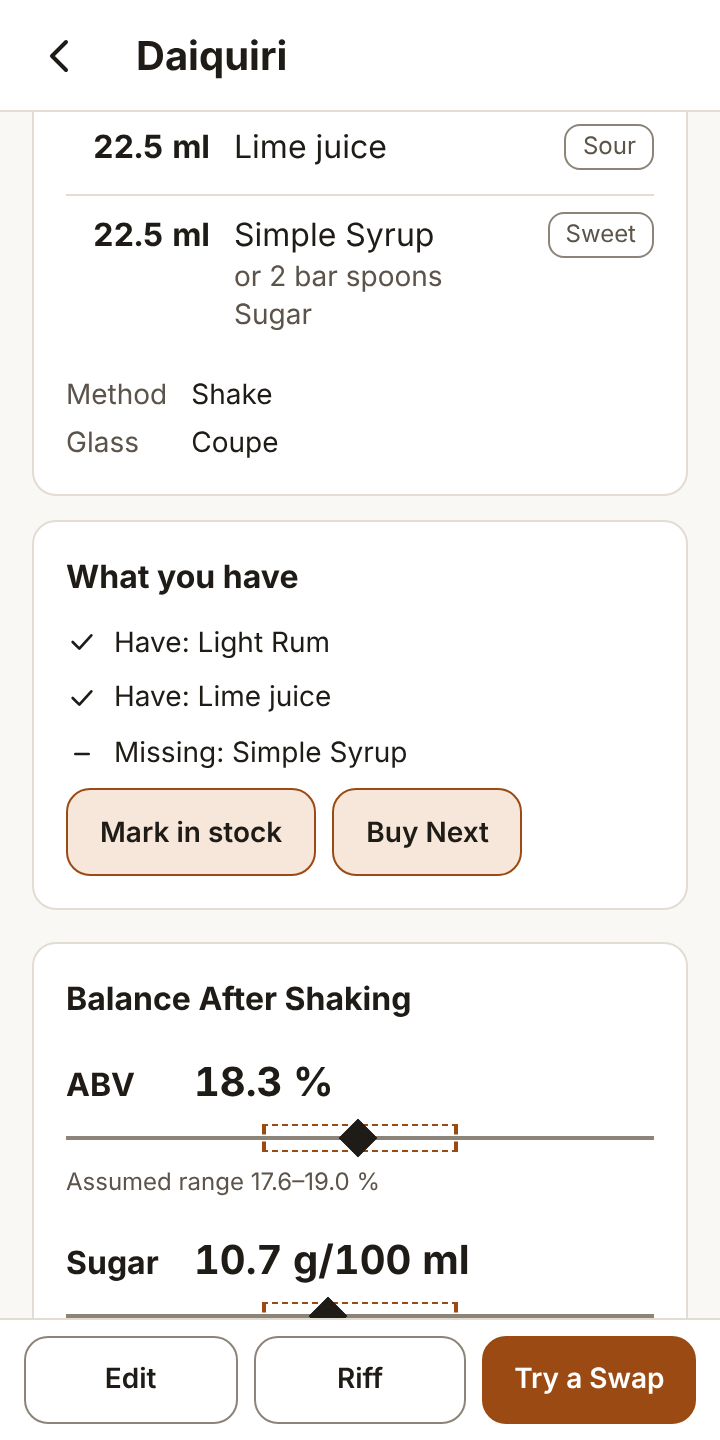 Daiquiri
22.5 ml Lime juice Sour
22.5 ml Simple Syrup Sweet
or 2 bar spoons
Sugar
Method Shake
Glass Coupe
What you have
Have: Light Rum
Have: Lime juice
Missing: Simple Syrup
Mark in stock Buy Next
Balance After Shaking
ABV 18.3 %
Assumed range 17.6–19.0 %
Sugar 10.7 g/100 ml
Edit Riff Try a Swap